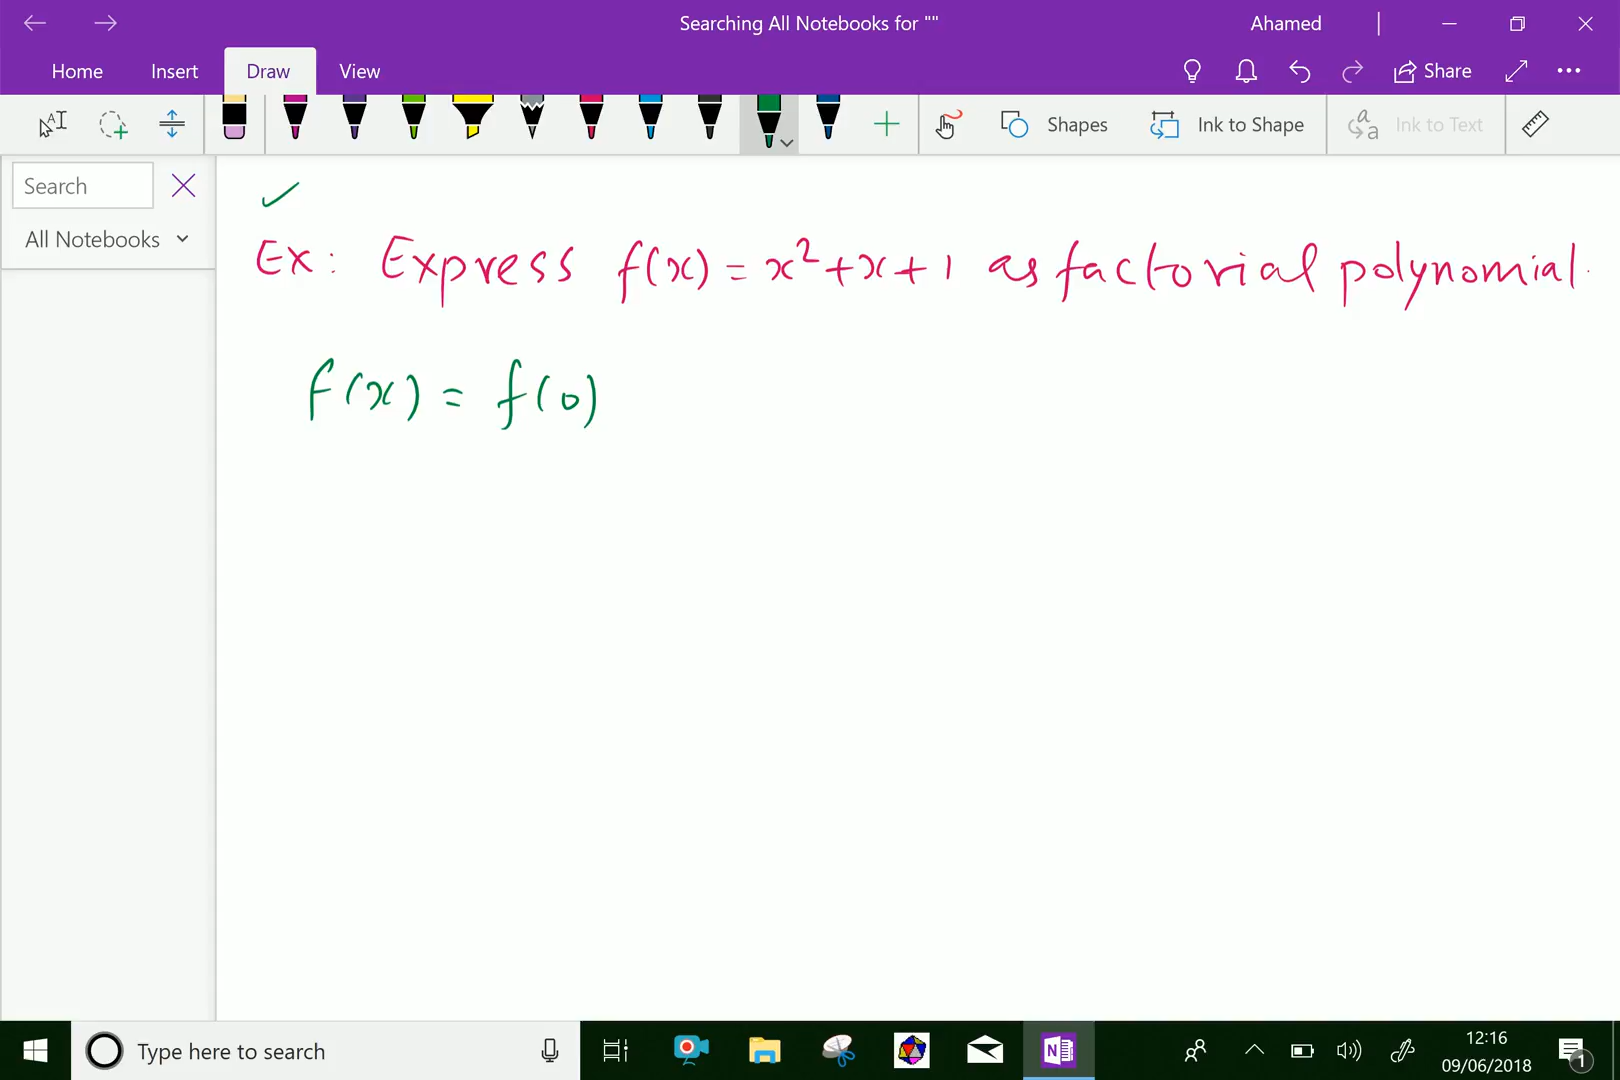 Searching All Notebooks for ""
Ahamed
Home Insert Draw View
Share
Shapes
Ink to Shape
Ink to Text
Search
All Notebooks
Ex: Express f(x) = x²+x+1 as factorial polynomial.
f(x) = f(0)
Type here to search
12:16
09/06/2018
1